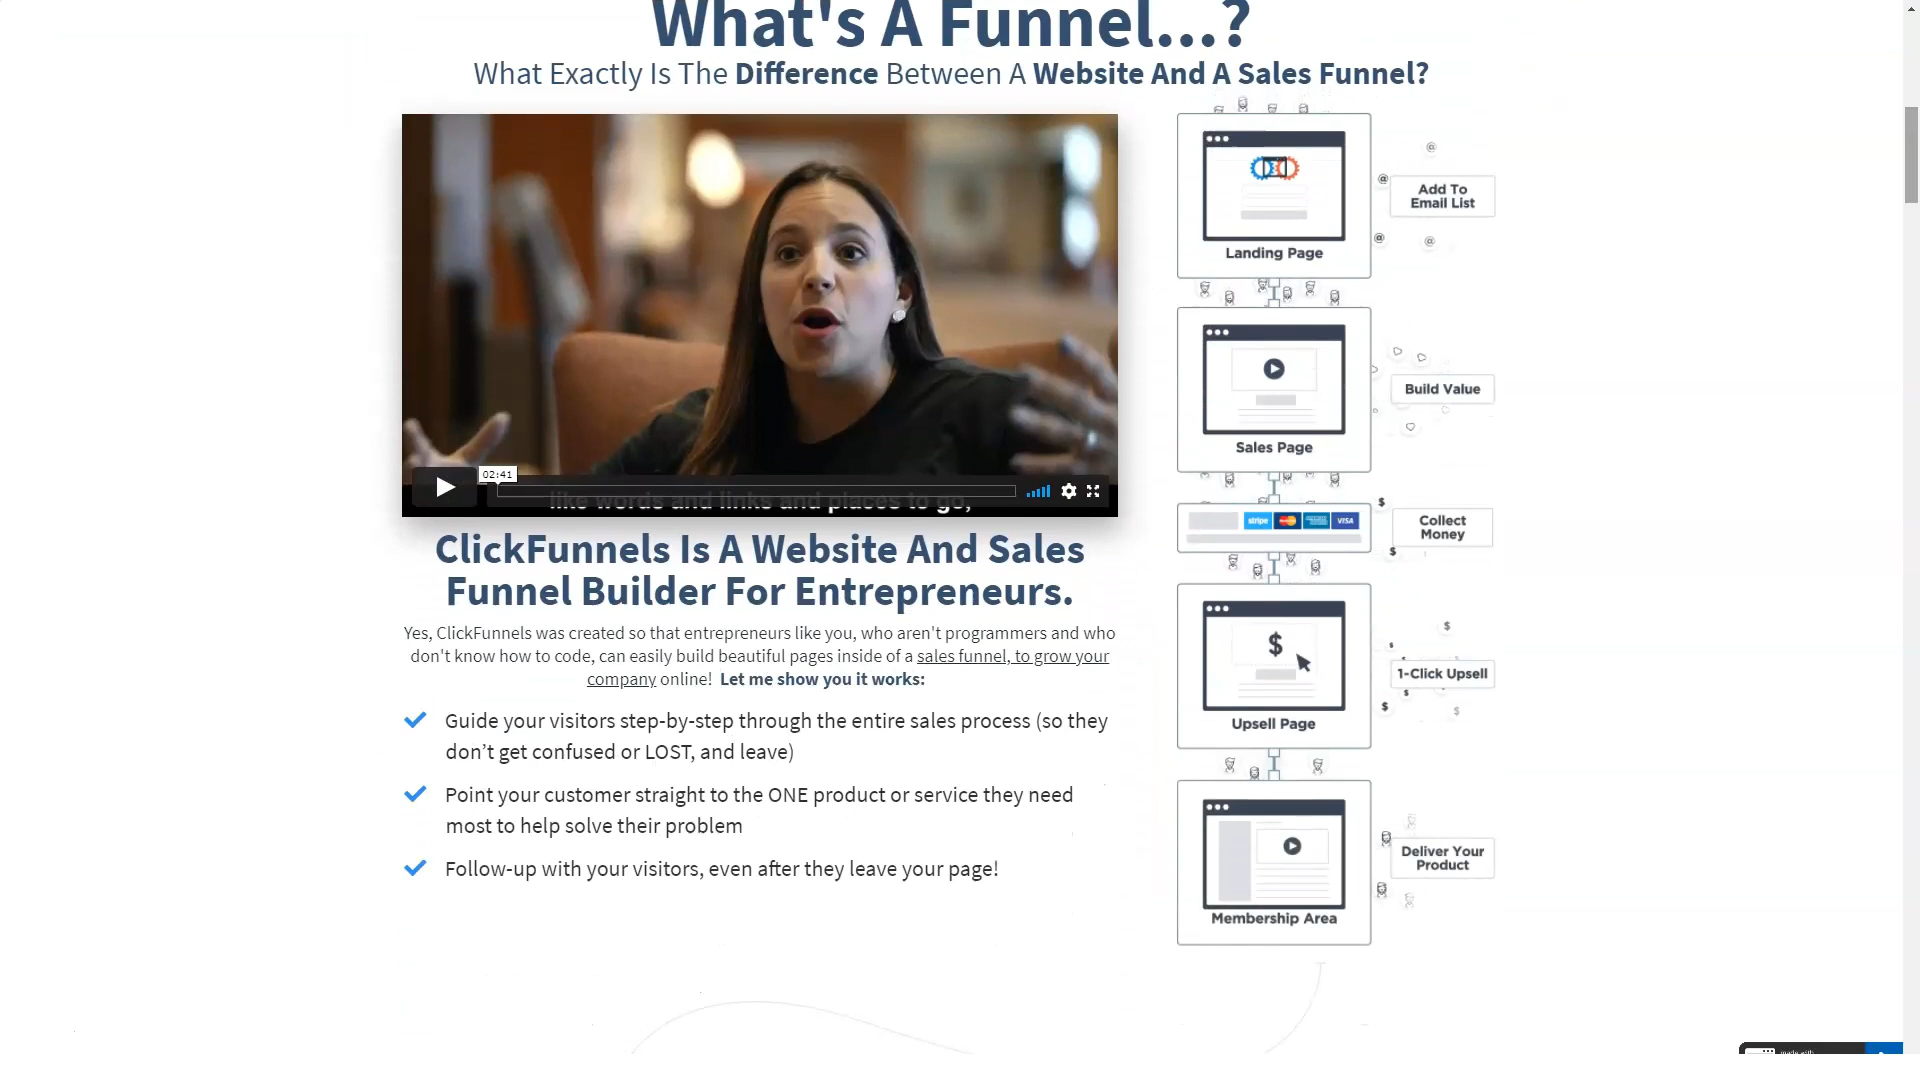 What's A Funnel...?
What Exactly Is The Difference Between A Website And A Sales Funnel?
02:41
like words and links and places to go,
ClickFunnels Is A Website And Sales
Funnel Builder For Entrepreneurs.
Yes, ClickFunnels was created so that entrepreneurs like you, who aren't programmers and who
don't know how to code, can easily build beautiful pages inside of a sales funnel, to grow your
company online! Let me show you it works:
Guide your visitors step-by-step through the entire sales process (so they
don’t get confused or LOST, and leave)
Point your customer straight to the ONE product or service they need
most to help solve their problem
Follow-up with your visitors, even after they leave your page!
Landing Page
Add To
Email List
Sales Page
Build Value
stripe
VISA
Collect
Money
$
Upsell Page
1-Click Upsell
Membership Area
Deliver Your
Product
made with